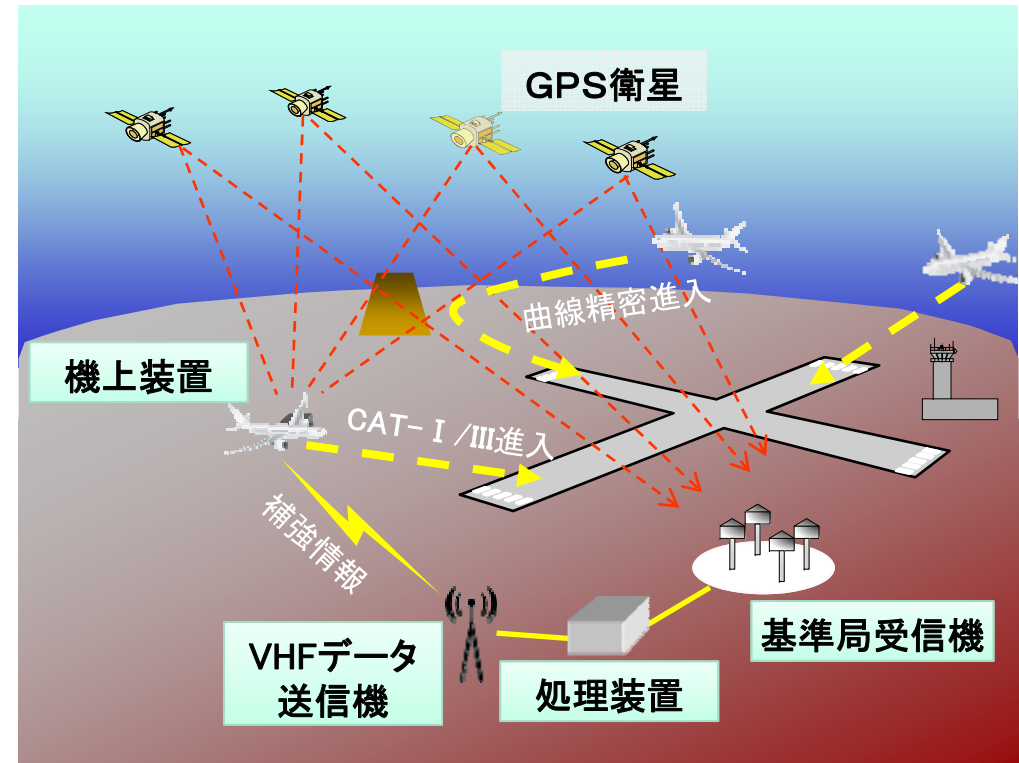 GPS衛星
曲線精密進入
機上装置
CAT-Ⅰ/Ⅲ進入
補強情報
基準局受信機
VHFデータ
送信機
処理装置